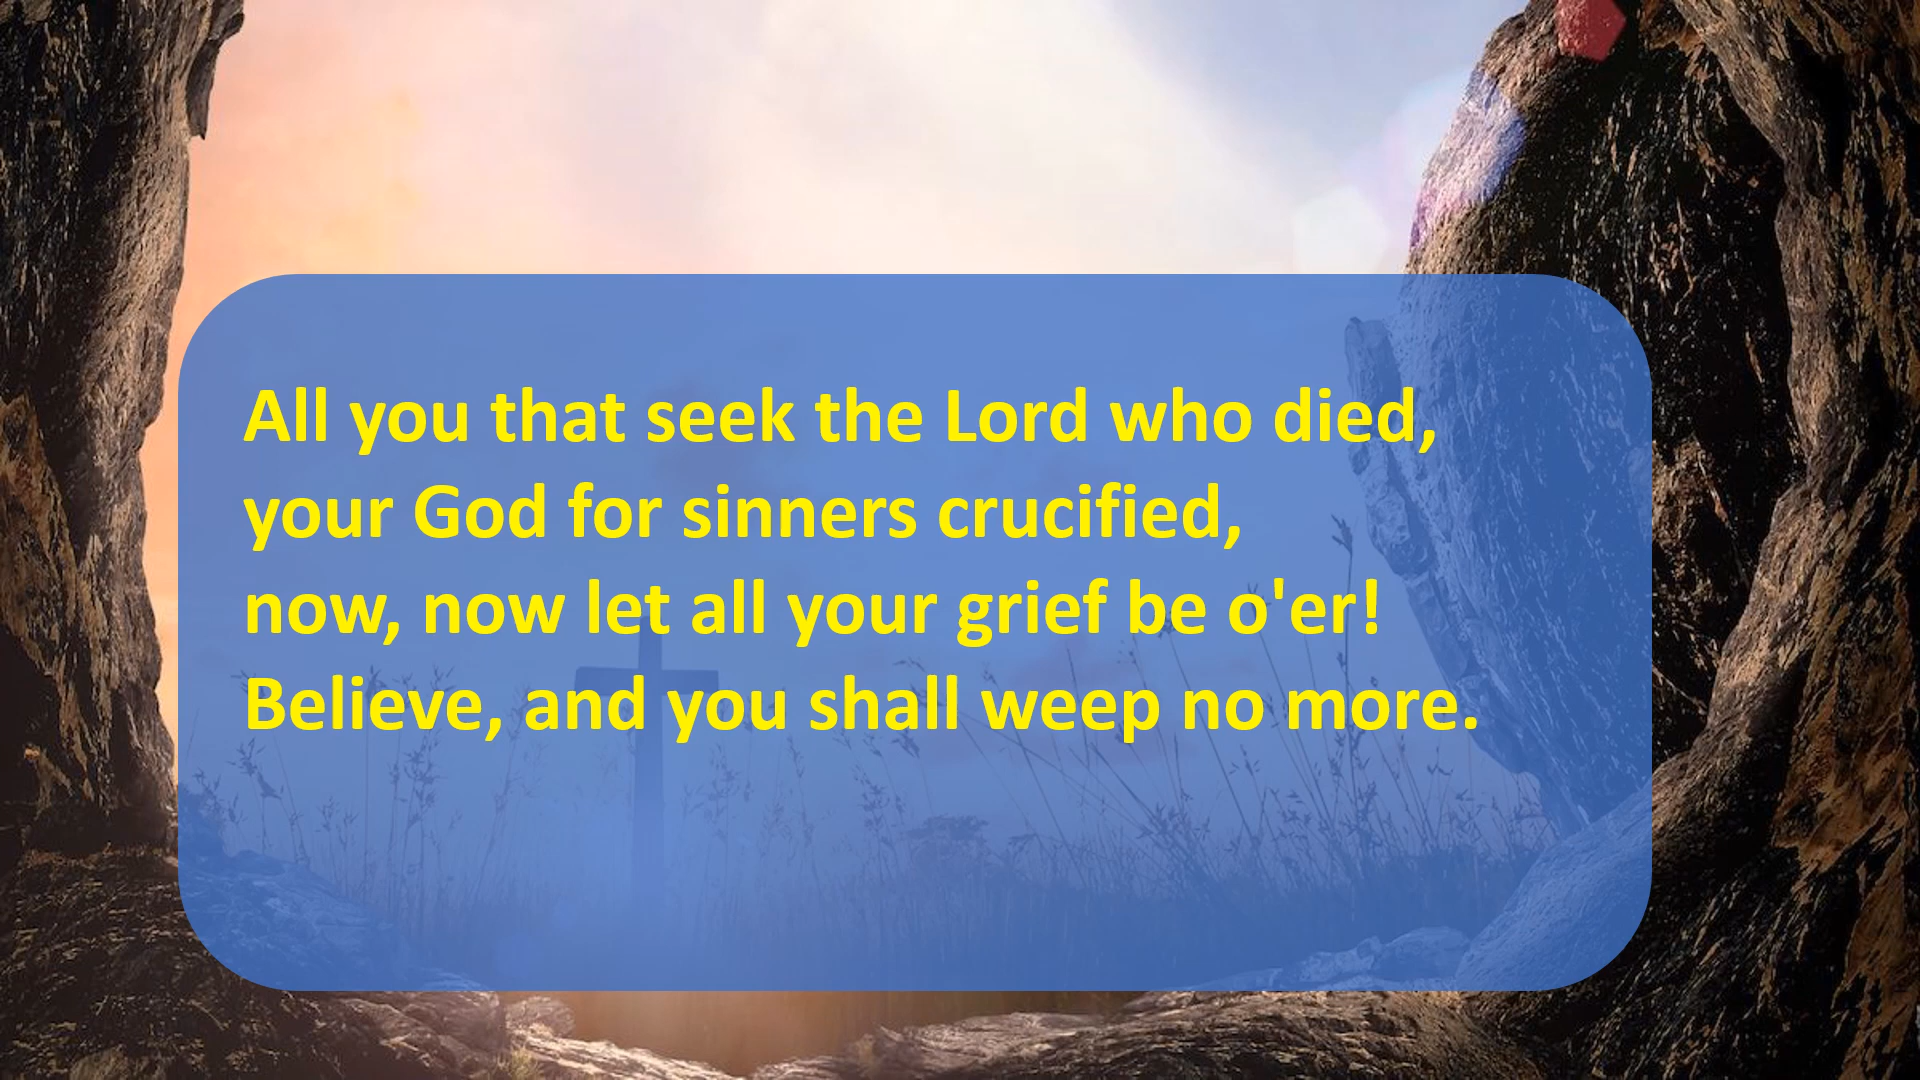 All you that seek the Lord who died,
your God for sinners crucified,
now, now let all your grief be o'er!
Believe, and you shall weep no more.